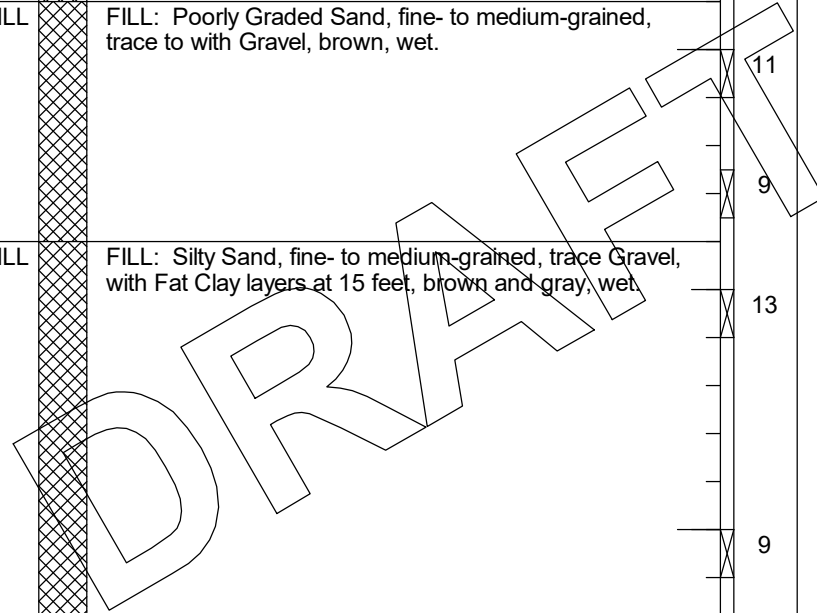 ILL FILL: Poorly Graded Sand, fine- to medium-grained,
trace to with Gravel, brown, wet.
11
9
ILL FILL: Silty Sand, fine- to medium-grained, trace Gravel,
with Fat Clay layers at 15 feet, brown and gray, wet.
13
9
DRAFT